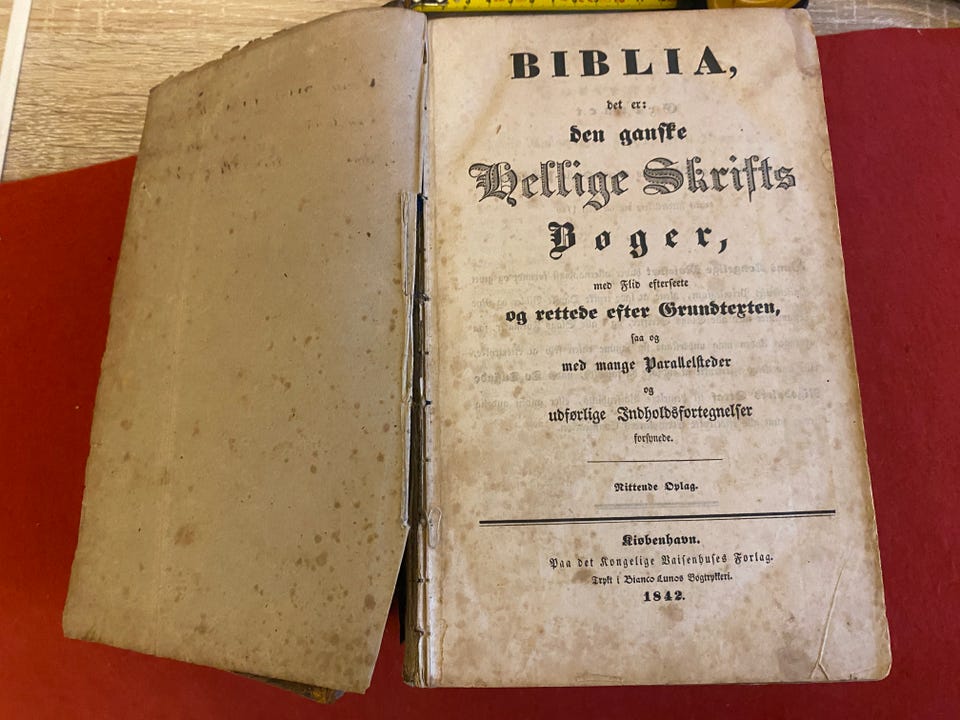 BIBLIA,
det er:
den ganske
Hellige Skrifts
Bøger,
med Flid efterseete
og rettede efter Grundtexten,
saa og
med mange Parallelsteder
og
udførlige Indholdsfortegnelser
forsynede.
Nittende Oplag.
Kiøbenhavn.
Paa det Kongelige Vaisenhuses Forlag.
Trykt i Bianco Lunos Bogtrykkeri.
1842.